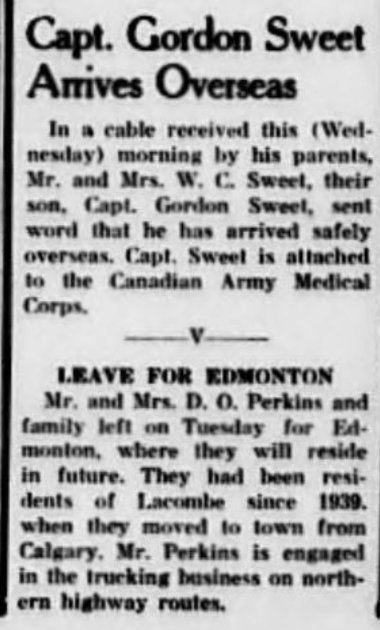 Capt. Gordon Sweet
Arrives Overseas
In a cable received this (Wed-
nesday) morning by his parents,
Mr. and Mrs. W. C. Sweet, their
son, Capt. Gordon Sweet, sent
word that he has arrived safely
overseas. Capt. Sweet is attached
to the Canadian Army Medical
Corps.
V
LEAVE FOR EDMONTON
Mr. and Mrs. D. O. Perkins and
family left on Tuesday for Ed-
monton, where they will reside
in future. They had been resi-
dents of Lacombe since 1939,
when they moved to town from
Calgary. Mr. Perkins is engaged
in the trucking business on north-
ern highway routes.